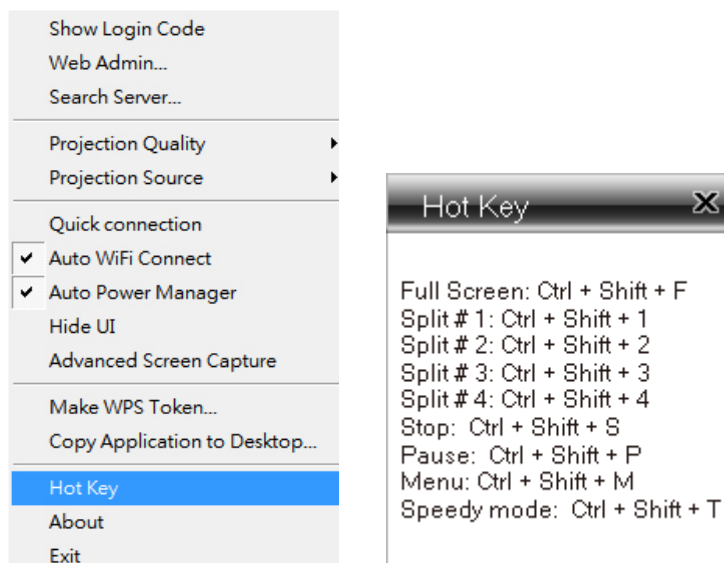 Show Login Code
Web Admin...
Search Server...
Projection Quality
Projection Source
Quick connection
Auto WiFi Connect
Auto Power Manager
Hide UI
Advanced Screen Capture
Make WPS Token...
Copy Application to Desktop...
Hot Key
About
Exit
Hot Key
Full Screen: Ctrl + Shift + F
Split # 1: Ctrl + Shift + 1
Split # 2: Ctrl + Shift + 2
Split # 3: Ctrl + Shift + 3
Split # 4: Ctrl + Shift + 4
Stop: Ctrl + Shift + S
Pause: Ctrl + Shift + P
Menu: Ctrl + Shift + M
Speedy mode: Ctrl + Shift + T